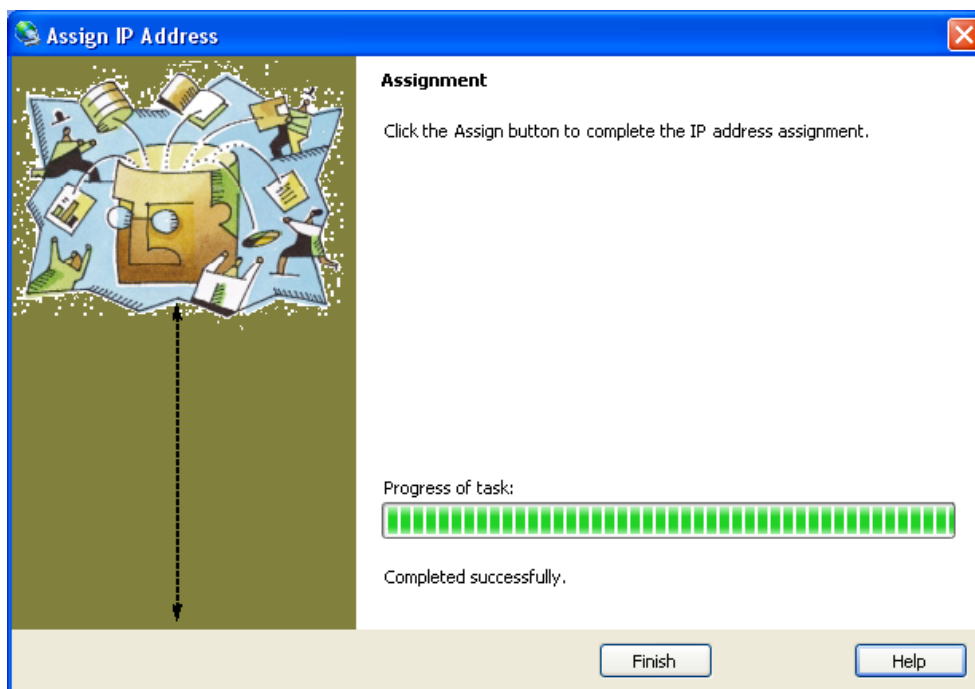 Assign IP Address
Assignment
Click the Assign button to complete the IP address assignment.
Progress of task:
Completed successfully.
Finish
Help